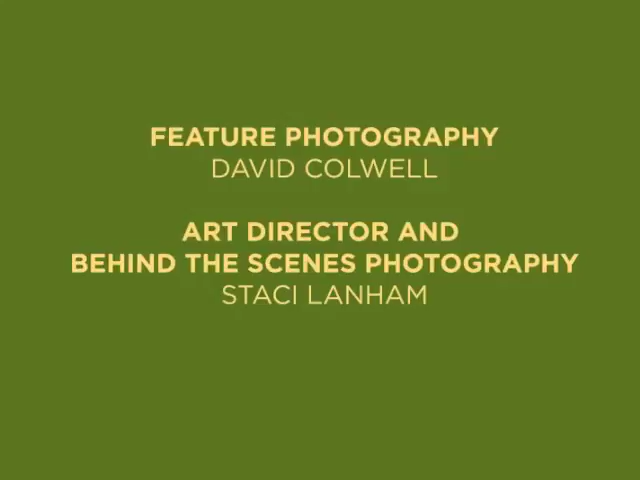 FEATURE PHOTOGRAPHY
DAVID COLWELL
ART DIRECTOR AND
BEHIND THE SCENES PHOTOGRAPHY
STACI LANHAM